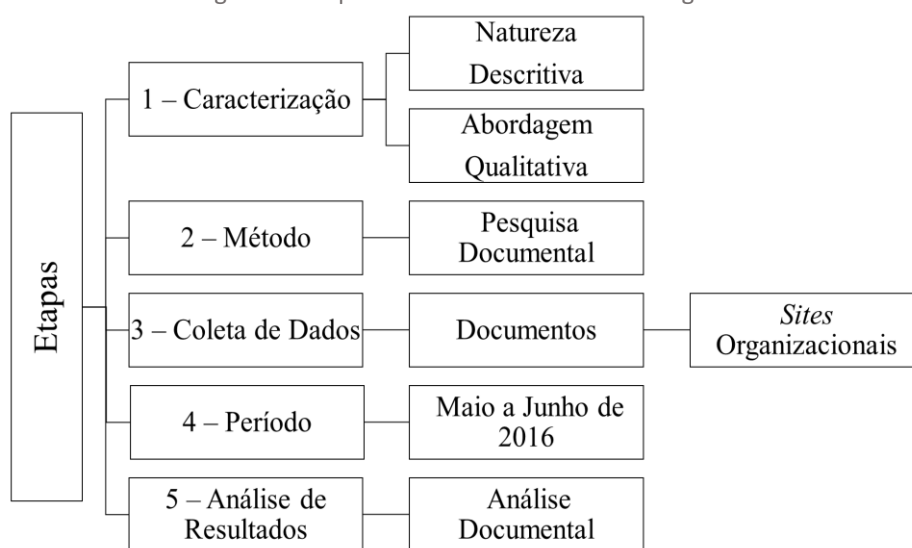 Natureza
Descritiva
1 – Caracterização
Abordagem
Qualitativa
Etapas
2 – Método
Pesquisa
Documental
3 – Coleta de Dados
Documentos
Sites
Organizacionais
4 – Período
Maio a Junho de
2016
5 – Análise de
Resultados
Análise
Documental